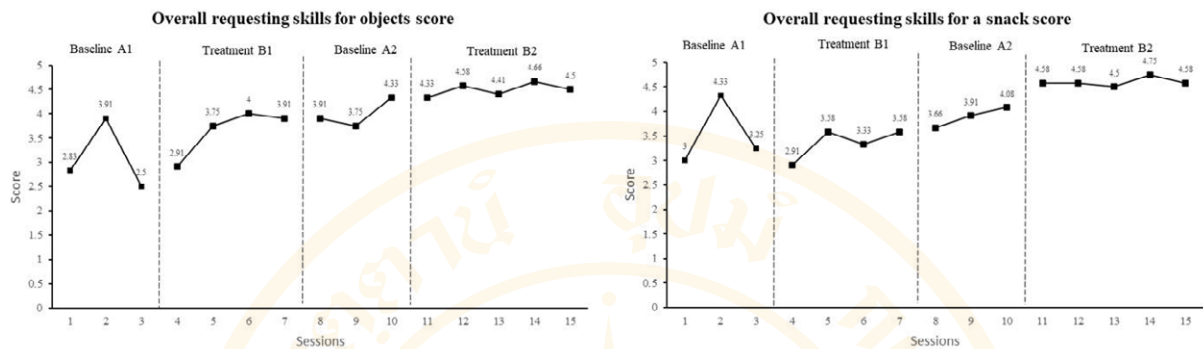 Overall requesting skills for objects score
Baseline A1 Treatment B1 Baseline A2 Treatment B2
5
4.5
4
3.5
3
2.5
2
1.5
1
0.5
0
Score
2.83 3.91 2.5 2.91 3.75 4 3.91 3.91 3.75 4.33 4.33 4.58 4.41 4.66 4.5
1 2 3 4 5 6 7 8 9 10 11 12 13 14 15
Sessions
Overall requesting skills for a snack score
Baseline A1 Treatment B1 Baseline A2 Treatment B2
5
4.5
4
3.5
3
2.5
2
1.5
1
0.5
0
Score
3 4.33 3.25 2.91 3.58 3.33 3.58 3.66 3.91 4.08 4.58 4.58 4.5 4.75 4.58
1 2 3 4 5 6 7 8 9 10 11 12 13 14 15
Sessions